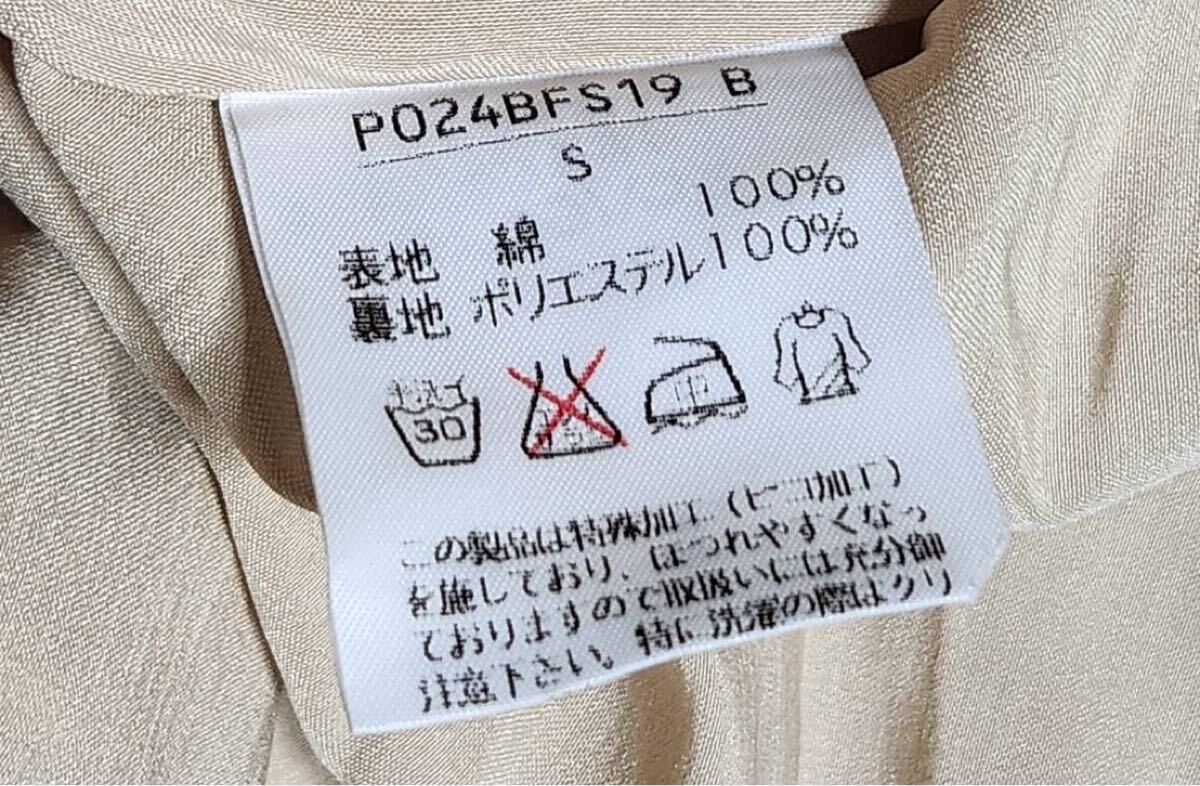 P024BFS19 B
S
表地 綿 100%
裏地 ポリエステル100%
30
この製品は特殊加工(ピコ加工)
を施しており、ほつれやすくなっ
ておりますので取扱いには充分御
注意下さい。特に洗濯の際はクリ